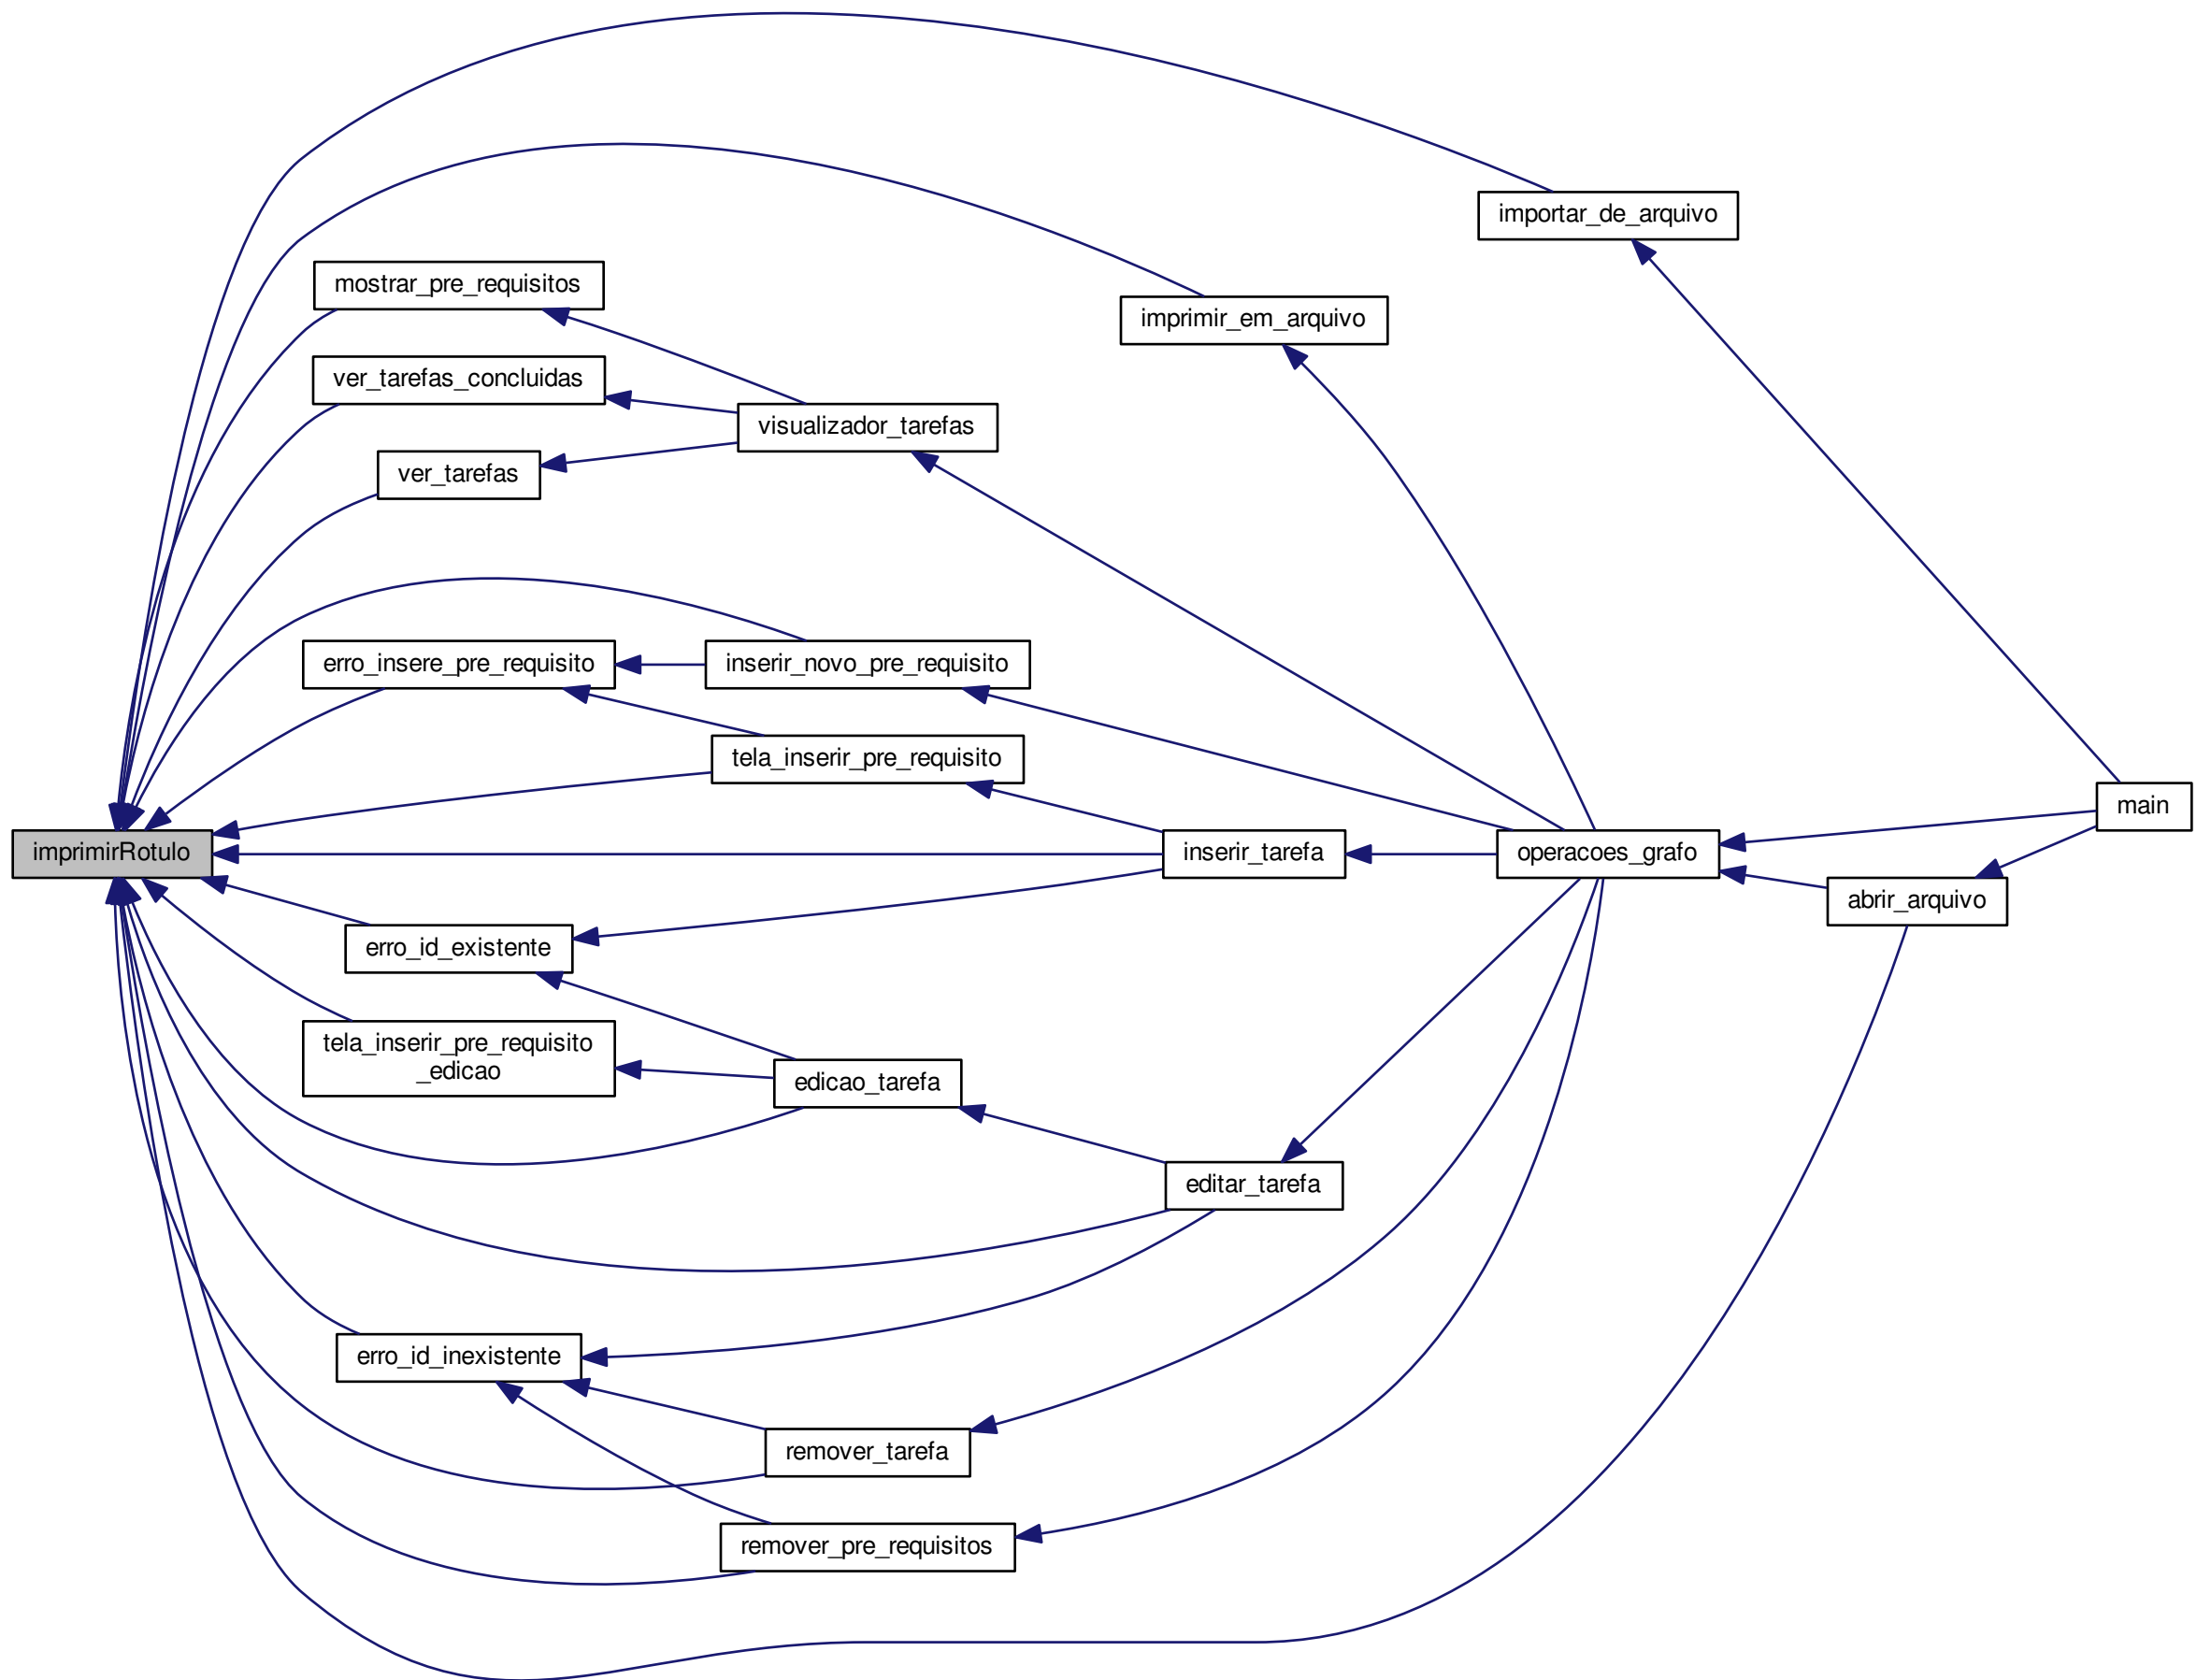 importar_de_arquivo
mostrar_pre_requisitos
imprimir_em_arquivo
ver_tarefas_concluidas
visualizador_tarefas
ver_tarefas
erro_insere_pre_requisito
inserir_novo_pre_requisito
tela_inserir_pre_requisito
main
imprimirRotulo
inserir_tarefa
operacoes_grafo
abrir_arquivo
erro_id_existente
tela_inserir_pre_requisito
_edicao
edicao_tarefa
editar_tarefa
erro_id_inexistente
remover_tarefa
remover_pre_requisitos